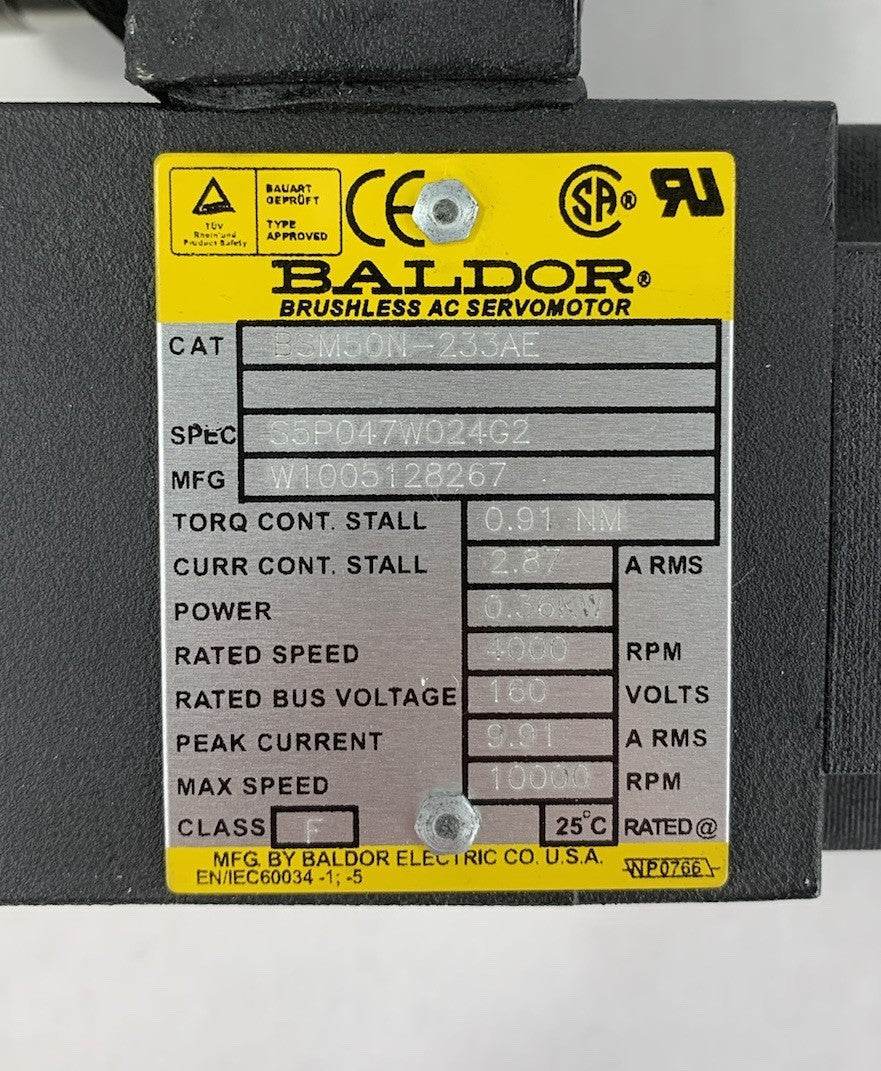 TÜV
Rheinland
Product Safety
BAUART
GEPRÜFT
TYPE
APPROVED
CE
SA®
RU
BALDOR®
BRUSHLESS AC SERVOMOTOR
CAT BSM50N-233AE
SPEC S5P047W024G2
MFG W1005128267
TORQ CONT. STALL 0.91 NM
CURR CONT. STALL 2.87 A RMS
POWER 0.36KW
RATED SPEED 4000 RPM
RATED BUS VOLTAGE 160 VOLTS
PEAK CURRENT 9.91 A RMS
MAX SPEED 10000 RPM
CLASS F 25°C RATED@
MFG. BY BALDOR ELECTRIC CO. U.S.A.
EN/IEC60034 -1; -5
NP0766